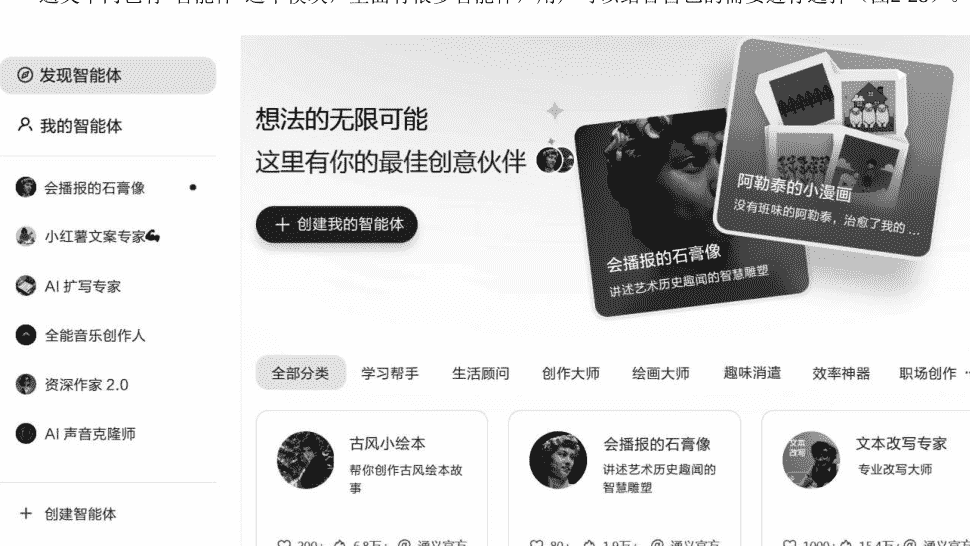 发现智能体
我的智能体
会播报的石膏像
小红薯文案专家
AI 扩写专家
全能音乐创作人
资深作家 2.0
AI 声音克隆师
+ 创建智能体
想法的无限可能
这里有你的最佳创意伙伴
+ 创建我的智能体
会播报的石膏像
讲述艺术历史趣闻的智慧雕塑
阿勒泰的小漫画
没有班味的阿勒泰，治愈了我的 ...
全部分类 学习帮手 生活顾问 创作大师 绘画大师 趣味消遣 效率神器 职场创作
古风小绘本
帮你创作古风绘本故
事
会播报的石膏像
讲述艺术历史趣闻的
智慧雕塑
文本改写专家
专业改写大师
文本
改写